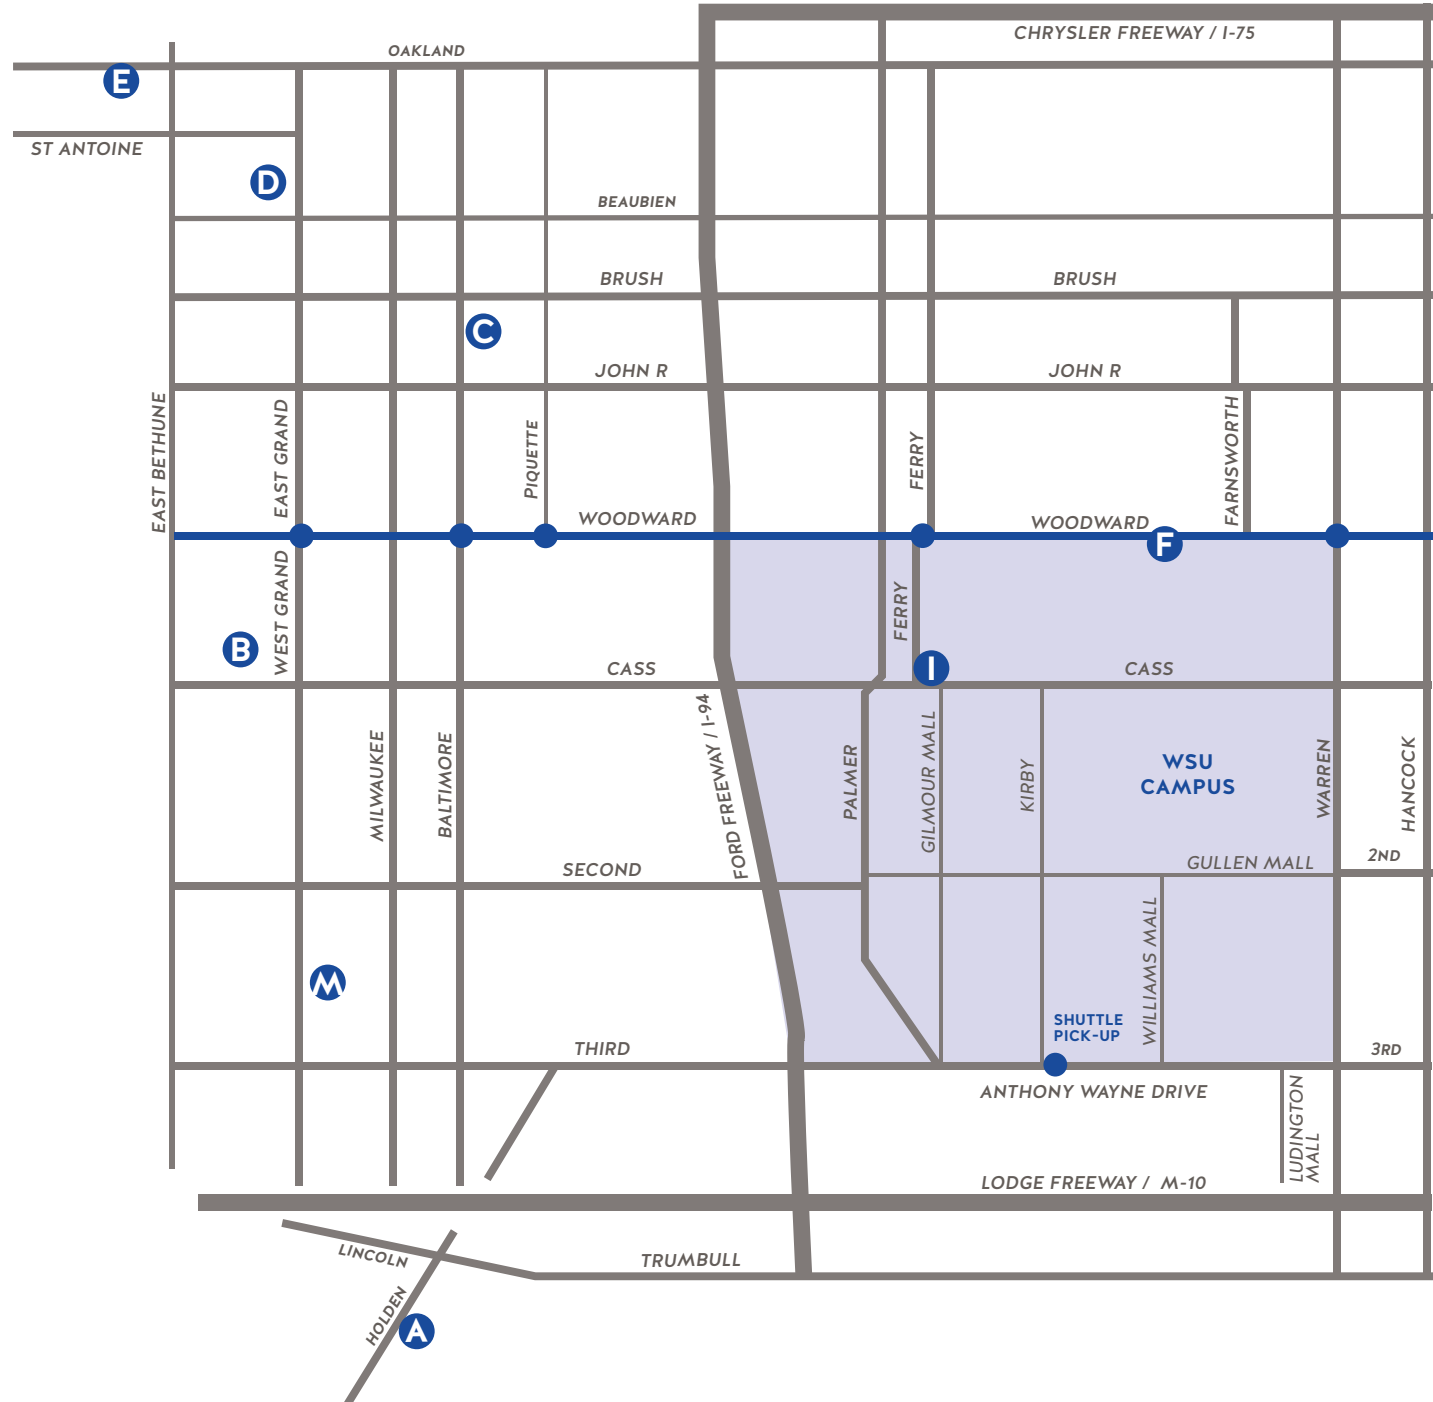 CHRYSLER FREEWAY / I-75
OAKLAND
E
ST ANTOINE
D
BEAUBIEN
BRUSH
BRUSH
C
JOHN R
JOHN R
EAST BETHUNE
EAST GRAND
PIQUETTE
FERRY
FARNSWORTH
WOODWARD
WOODWARD
F
WEST GRAND
FERRY
B
CASS
I
CASS
FORD FREEWAY / I-94
MILWAUKEE
BALTIMORE
PALMER
GILMOUR MALL
KIRBY
WSU
CAMPUS
WARREN
HANCOCK
SECOND
GULLEN MALL
2ND
M
WILLIAMS MALL
SHUTTLE
PICK-UP
THIRD
3RD
ANTHONY WAYNE DRIVE
LUDINGTON
MALL
LODGE FREEWAY / M-10
LINCOLN
TRUMBULL
HOLDEN
A